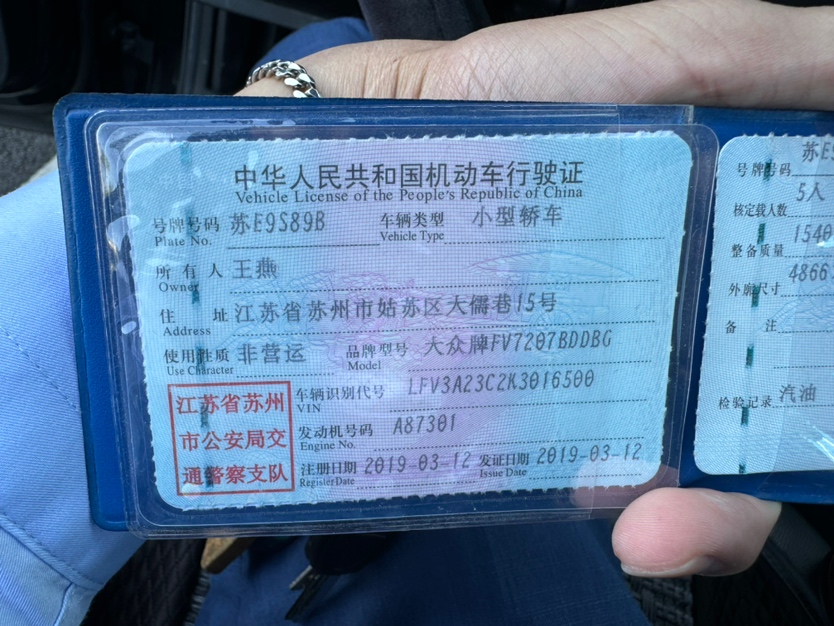 中华人民共和国机动车行驶证
Vehicle License of the People's Republic of China
号牌号码 苏E9S89B 车辆类型 小型轿车
Plate No. Vehicle Type
所有人 王燕
Owner
住址 江苏省苏州市姑苏区大儒巷15号
Address
使用性质 非营运 品牌型号 大众牌FV7207BDDBG
Use Character Model
江苏省苏州
市公安局交
通警察支队
车辆识别代号 LFV3A23C2K3016500
VIN
发动机号码 A87301
Engine No.
注册日期 2019-03-12 发证日期 2019-03-12
Register Date Issue Date
号牌号码 苏E9
核定载人数 5人
整备质量 1540
外廓尺寸 4866
备注
检验记录 汽油